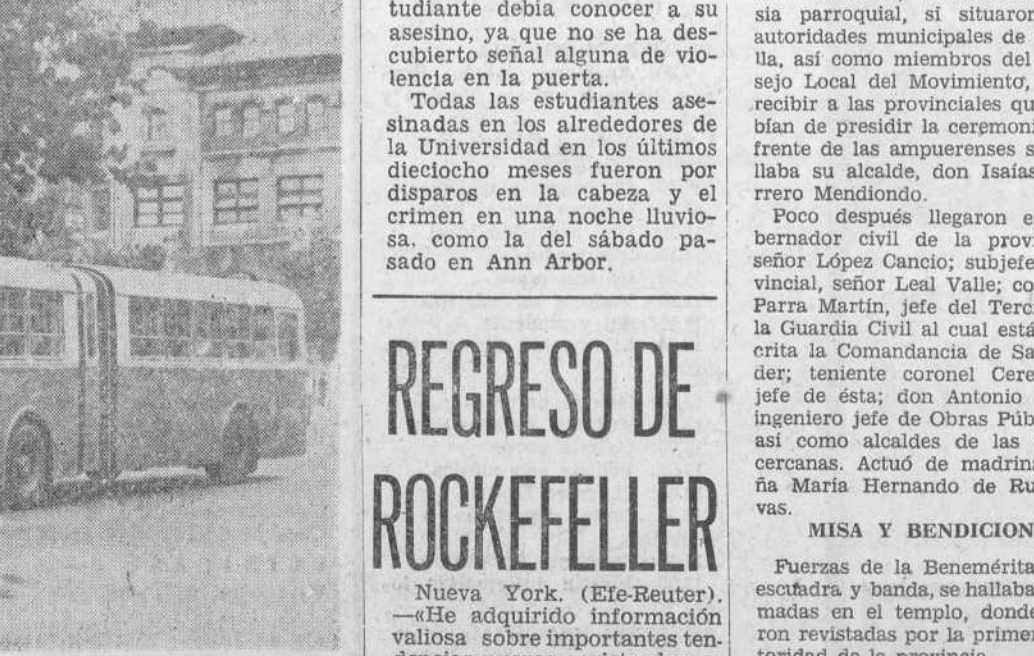 tudiante debía conocer a su
asesino, ya que no se ha des-
cubierto señal alguna de vio-
lencia en la puerta.
Todas las estudiantes ase-
sinadas en los alrededores de
la Universidad en los últimos
dieciocho meses fueron por
disparos en la cabeza y el
crimen en una noche lluvio-
sa, como la del sábado pa-
sado en Ann Arbor.
REGRESO DE
ROCKEFELLER
Nueva York. (Efe-Reuter).
—«He adquirido información
valiosa sobre importantes ten-
sia parroquial, si situaron
autoridades municipales de
lla, así como miembros del
sejo Local del Movimiento,
recibir a las provinciales qu
bían de presidir la ceremoni
frente de las ampuerenses s
llaba su alcalde, don Isaías
rrero Mendiondo.
Poco después llegaron e
bernador civil de la provi
señor López Cancio; subjefe
vincial, señor Leal Valle; co
Parra Martín, jefe del Terci
la Guardia Civil al cual está
crita la Comandancia de Sa
der; teniente coronel Cere
jefe de ésta; don Antonio
ingeniero jefe de Obras Púb
asi como alcaldes de las
cercanas. Actuó de madrina
ña María Hernando de Ru
vas.
MISA Y BENDICION
Fuerzas de la Benemérita
escuadra y banda, se hallaba
madas en el templo, donde
ron revistadas por la primer
toridad de la provincia